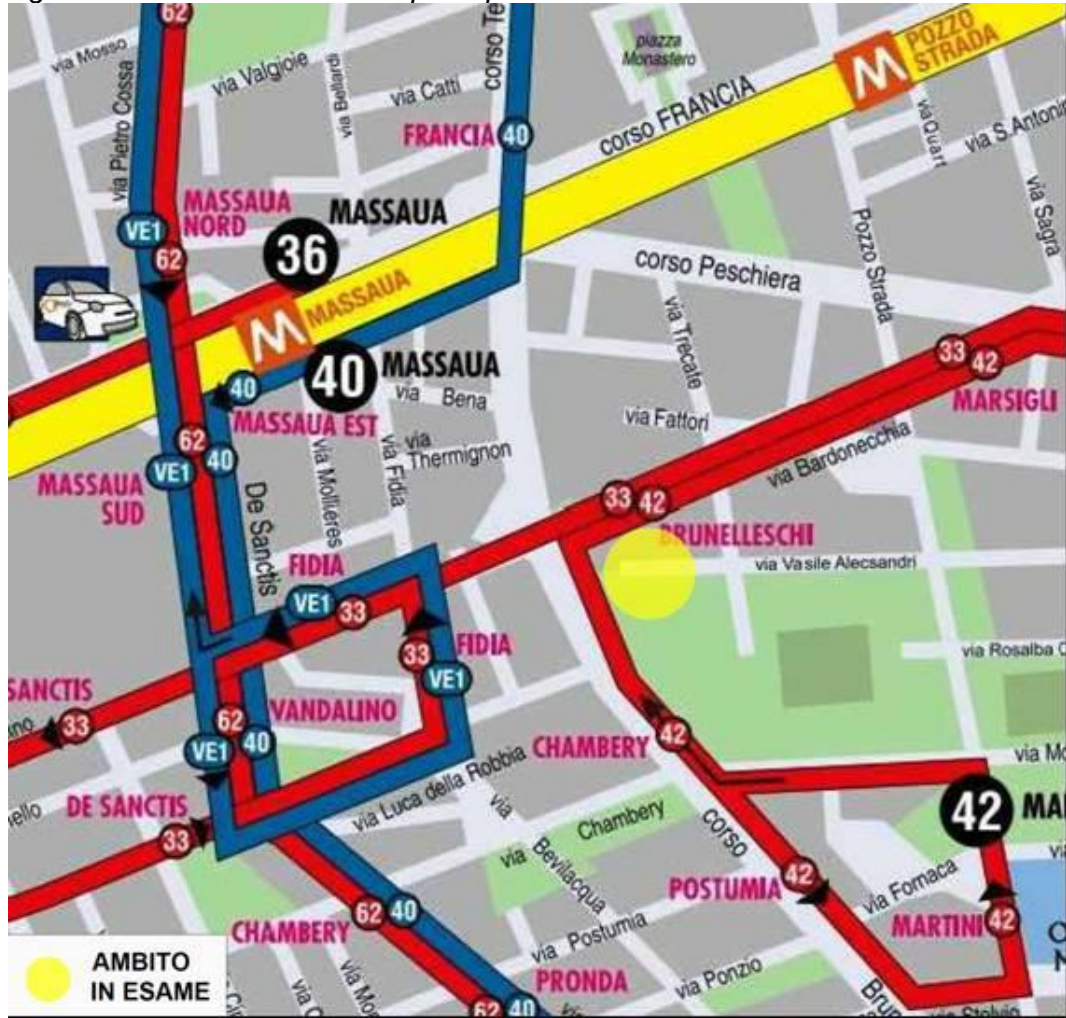 62
via Mosso
via Valgioie
via Pietro Cossa
via Bellardi
via Catti
corso Te
piazza
Monastero
POZZO
STRADA
M
corso FRANCIA
via Quart
via S.Antonin
via Sagra
FRANCIA
40
MASSAUA
NORD
VE1
62
36
MASSAUA
M
MASSAUA
corso Peschiera
Pozzo Strada
via Trecate
40
MASSAUA
40
MASSAUA EST
via Bena
via
Thermignon
via Fidia
via Mollières
via Fattori
33
42
MARSIGLI
via Bardonecchia
62
40
VE1
MASSAUA
SUD
De Sanctis
33
42
BRUNELLESCHI
via Vasile Alecsandri
FIDIA
VE1
33
33
FIDIA
VE1
via Rosalba C
SANCTIS
33
VANDALINO
62
40
VE1
CHAMBERY
42
via Mo
DE SANCTIS
33
via Luca della Robbia
42
MA
via Chambery
via
Bevilacqua
corso
POSTUMIA
42
via Fornaca
MARTINI
42
CHAMBERY
62
40
via Postumia
PRONDA
via Ponzio
62
40
Brun
via Stelvio
AMBITO
IN ESAME